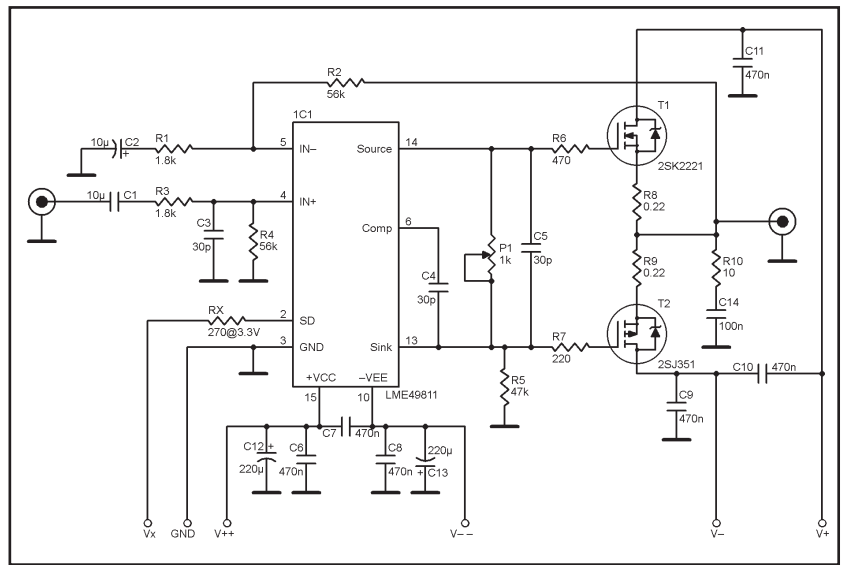 C11
470n
R2
56k
T1
1C1
10µ
C2
+
R1
1.8k
5
IN–
Source
14
R6
470
2SK2221
10µ
C1
R3
1.8k
4
IN+
R8
0.22
C3
30p
R4
56k
Comp
6
P1
1k
C5
30p
R9
0.22
R10
10
C4
30p
T2
C14
100n
RX
270@3.3V
2
SD
3
GND
Sink
13
R7
220
2SJ351
+VCC
–VEE
15
10
LME49811
R5
47k
C10
470n
C9
470n
C7
470n
C12
+
220µ
C6
470n
C8
470n
220µ
+
C13
Vx
GND
V++
V– –
V–
V+